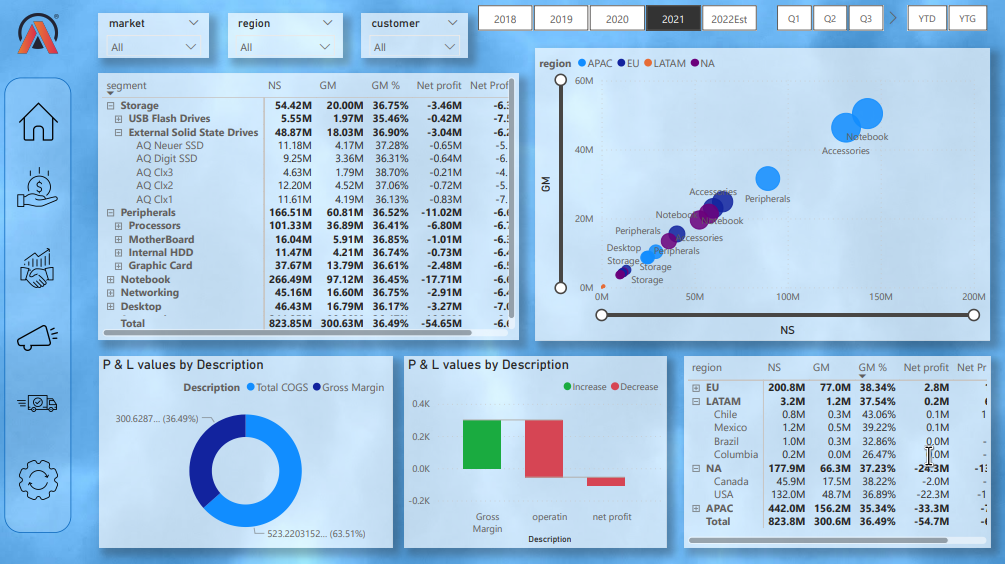 market
region
customer
All
All
All
2018 2019 2020 2021 2022Est
Q1 Q2 Q3
YTD YTG
segment NS GM GM % Net profit Net Prof
Storage 54.42M 20.00M 36.75% -3.46M -6.3
USB Flash Drives 5.55M 1.97M 35.46% -0.42M -7.5
External Solid State Drives 48.87M 18.03M 36.90% -3.04M -6.2
AQ Neuer SSD 11.18M 4.17M 37.28% -0.65M -5.
AQ Digit SSD 9.25M 3.36M 36.31% -0.64M -6.
AQ Clx3 4.63M 1.79M 38.70% -0.21M -4.
AQ Clx2 12.20M 4.52M 37.06% -0.72M -5.
AQ Clx1 11.61M 4.19M 36.13% -0.83M -7.
Peripherals 166.51M 60.81M 36.52% -11.02M -6.6
Processors 101.33M 36.89M 36.41% -6.80M -6.7
MotherBoard 16.04M 5.91M 36.85% -1.01M -6.3
Internal HDD 11.47M 4.21M 36.74% -0.73M -6.4
Graphic Card 37.67M 13.79M 36.61% -2.48M -6.5
Notebook 266.49M 97.12M 36.45% -17.71M -6.6
Networking 45.16M 16.60M 36.75% -2.91M -6.4
Desktop 46.43M 16.79M 36.17% -3.27M -7.0
Total 823.85M 300.63M 36.49% -54.65M -6.6
region APAC EU LATAM NA
60M
40M
20M
0M
GM
Notebook
Accessories
Peripherals
Accessories
Notebook
Notebook
Peripherals
Accessories
Desktop
Peripherals
Storage
Storage
Storage
0M 50M 100M 150M 200M
NS
P & L values by Description
Description Total COGS Gross Margin
300.6287... (36.49%)
523.2203152... (63.51%)
P & L values by Description
Increase Decrease
0.4K
0.2K
0.0K
-0.2K
Gross
Margin
operatin
net profit
Description
region NS GM GM % Net profit Net Pr
EU 200.8M 77.0M 38.34% 2.8M
LATAM 3.2M 1.2M 37.54% 0.2M
Chile 0.8M 0.3M 43.06% 0.1M 1
Mexico 1.2M 0.5M 39.22% 0.1M
Brazil 1.0M 0.3M 32.86% 0.0M -
Columbia 0.2M 0.0M 26.47% 0.0M -
NA 177.9M 66.3M 37.23% -24.3M -13
Canada 45.9M 17.5M 38.22% -2.0M -
USA 132.0M 48.7M 36.89% -22.3M -1
APAC 442.0M 156.2M 35.34% -33.3M -7
Total 823.8M 300.6M 36.49% -54.7M -6